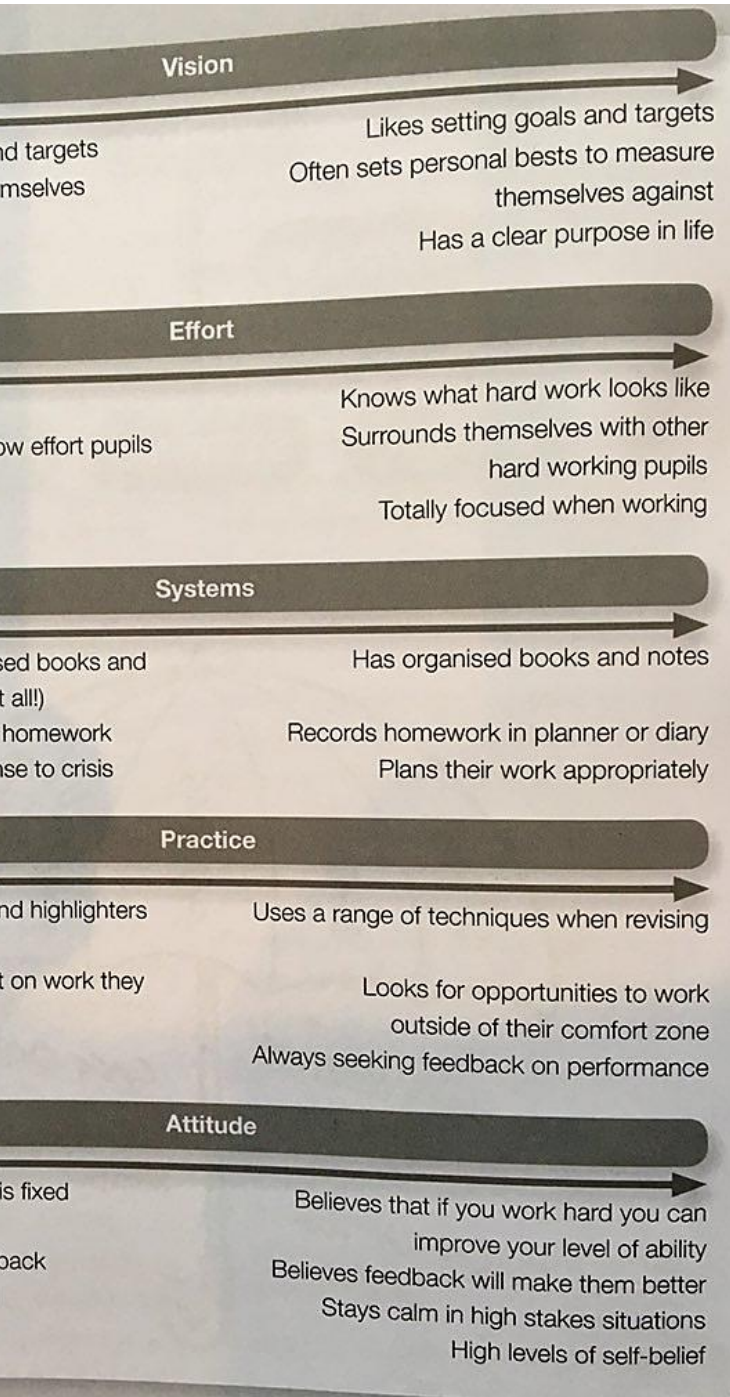 Vision
Likes setting goals and targets
nd targets
Often sets personal bests to measure
mselves
themselves against
Has a clear purpose in life
Effort
Knows what hard work looks like
ow effort pupils
Surrounds themselves with other
hard working pupils
Totally focused when working
Systems
sed books and
Has organised books and notes
t all!)
homework
Records homework in planner or diary
nse to crisis
Plans their work appropriately
Practice
nd highlighters
Uses a range of techniques when revising
t on work they
Looks for opportunities to work
outside of their comfort zone
Always seeking feedback on performance
Attitude
is fixed
Believes that if you work hard you can
improve your level of ability
back
Believes feedback will make them better
Stays calm in high stakes situations
High levels of self-belief